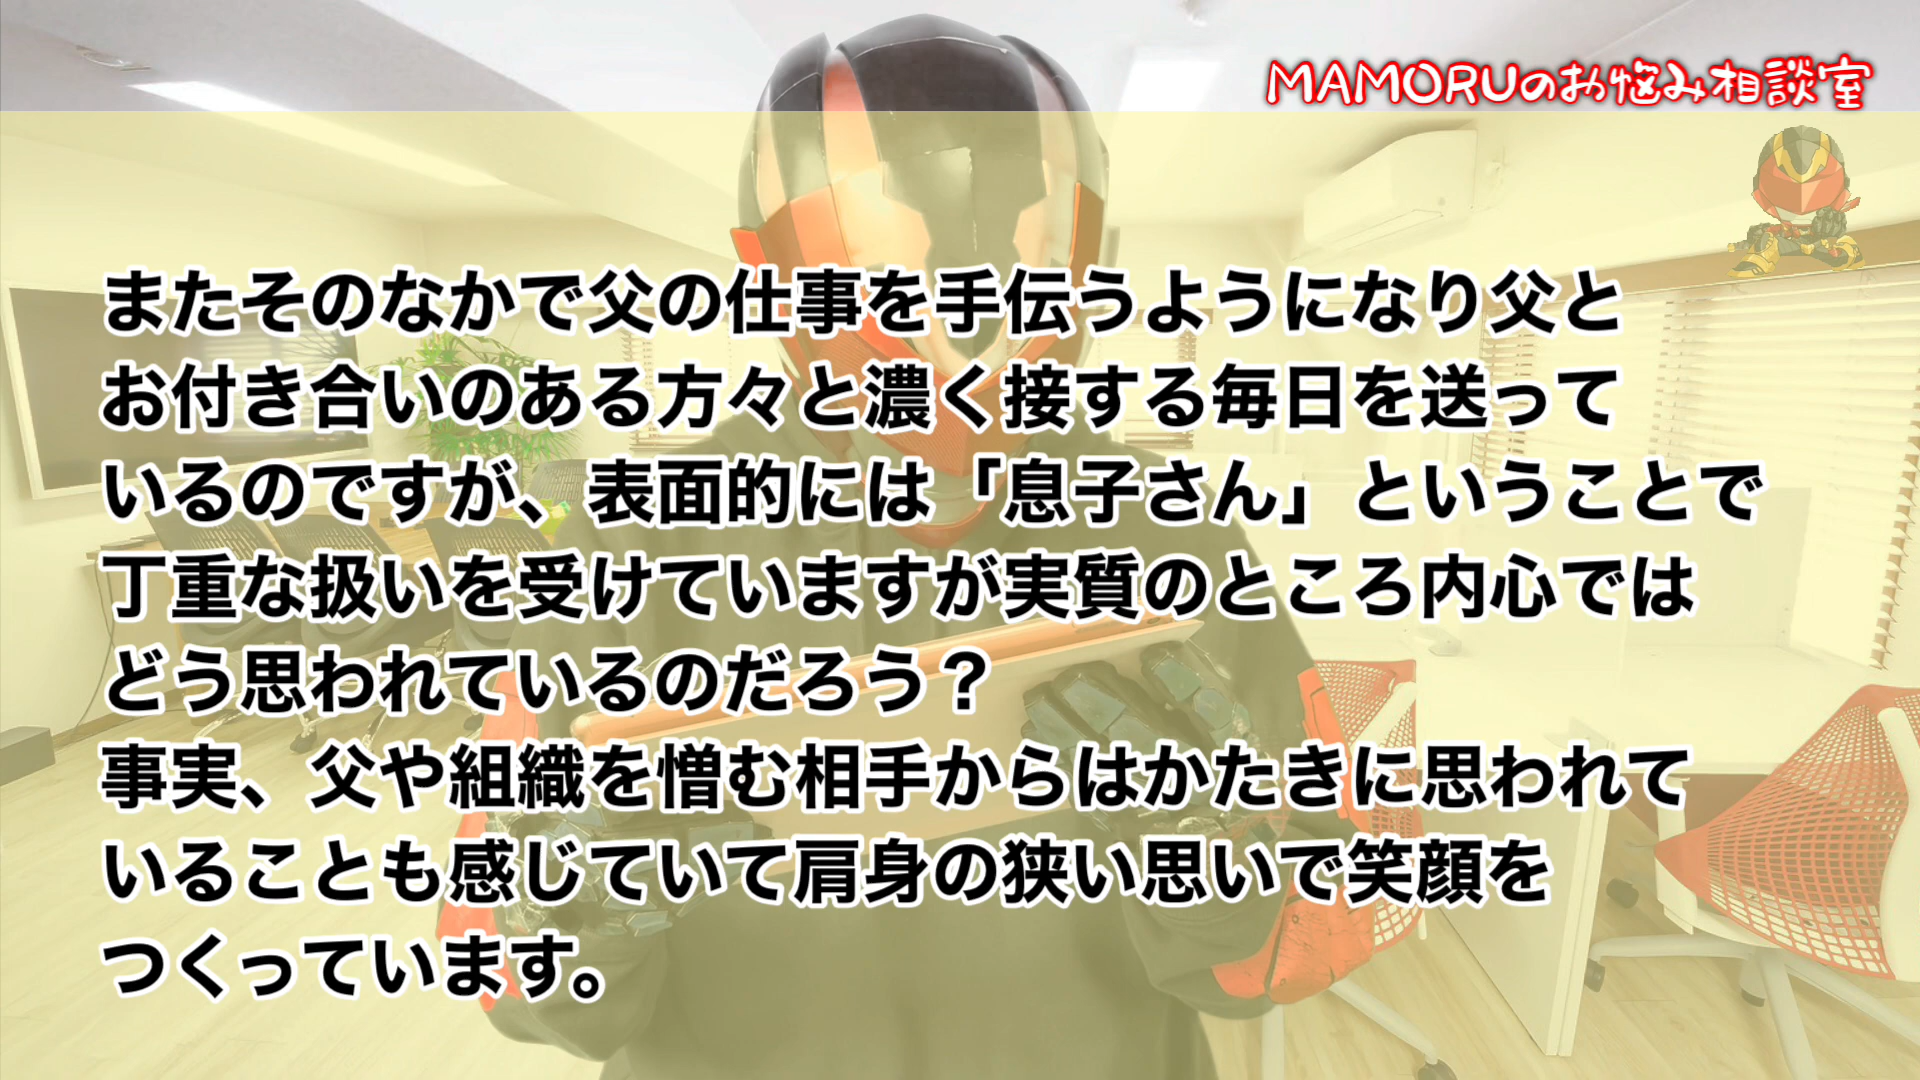 MAMORUのお悩み相談室
またそのなかで父の仕事を手伝うようになり父と
お付き合いのある方々と濃く接する毎日を送って
いるのですが、表面的には「息子さん」ということで
丁重な扱いを受けていますが実質のところ内心では
どう思われているのだろう？
事実、父や組織を憎む相手からはかたきに思われて
いることも感じていて肩身の狭い思いで笑顔を
つくっています。